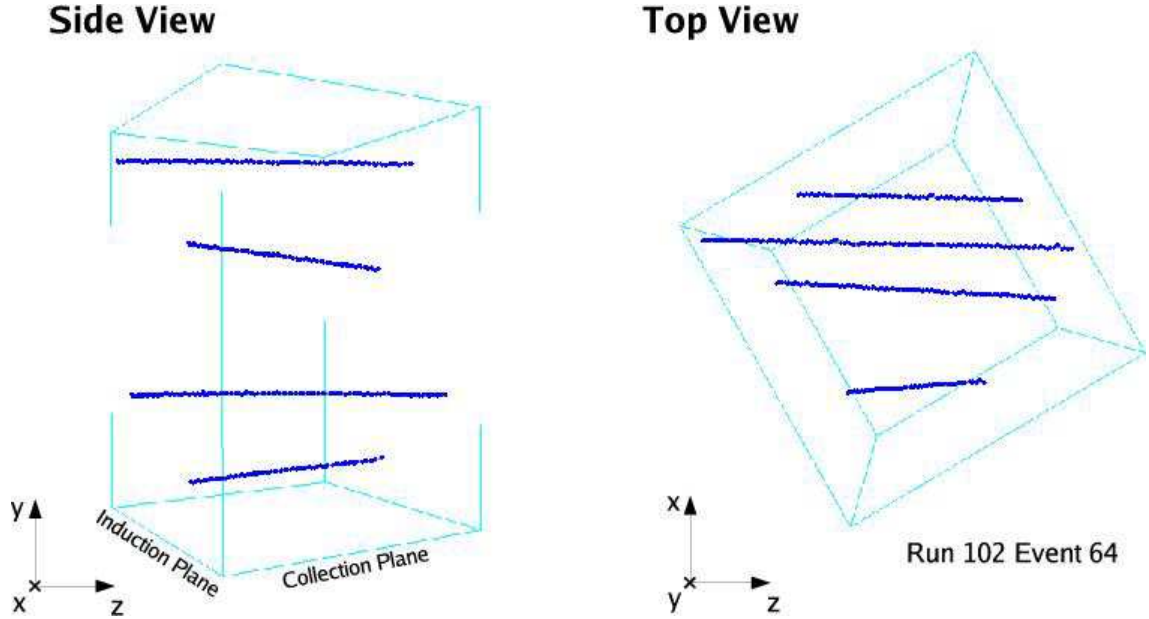 Side View
Top View
Induction Plane
Collection Plane
y
x
z
x
y
z
Run 102 Event 64